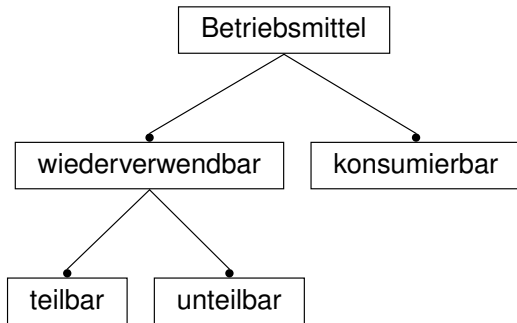 Betriebsmittel
wiederverwendbar
konsumierbar
teilbar
unteilbar